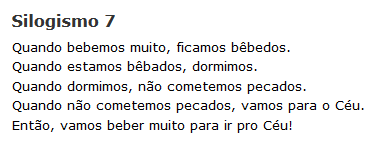 Silogismo 7
Quando bebemos muito, ficamos bêbedos.
Quando estamos bêbados, dormimos.
Quando dormimos, não cometemos pecados.
Quando não cometemos pecados, vamos para o Céu.
Então, vamos beber muito para ir pro Céu!